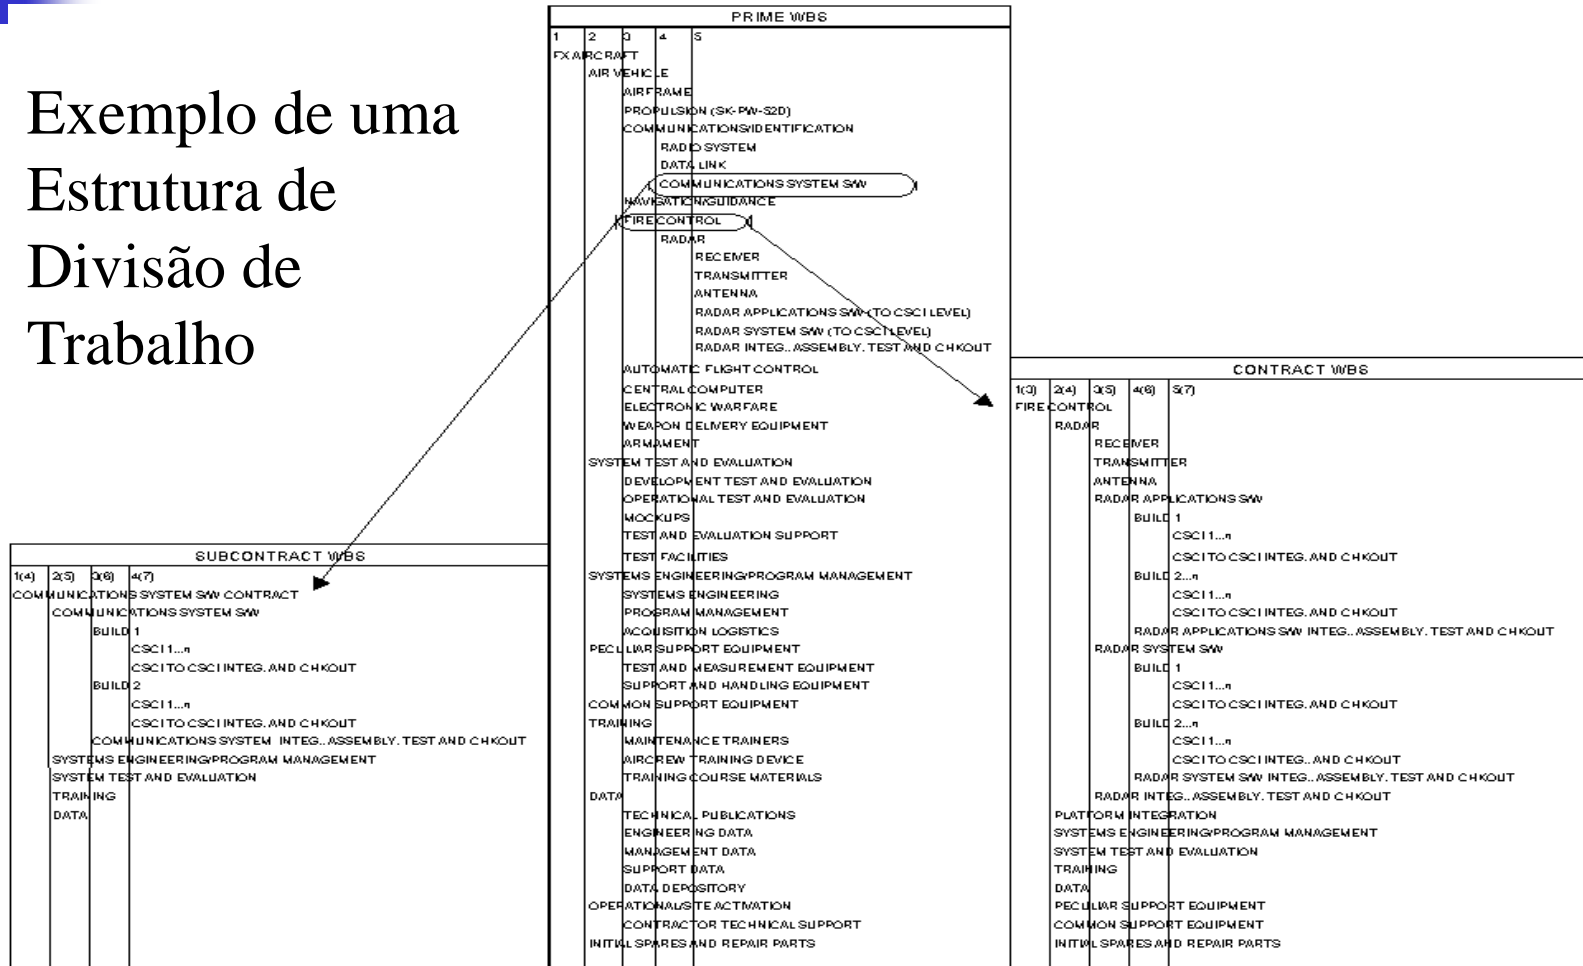 Exemplo de uma
Estrutura de
Divisão de
Trabalho
PRIME WBS
1 2 3 4 5
FX AIRCRAFT
AIR VEHICLE
AIRFRAME
PROPULSION (SK-PW-S2D)
COMMUNICATIONS/IDENTIFICATION
RADIO SYSTEM
DATA LINK
COMMUNICATIONS SYSTEM S/W
NAVIGATION/GUIDANCE
FIRE CONTROL
RADAR
RECEIVER
TRANSMITTER
ANTENNA
RADAR APPLICATIONS S/W (TO CSCI LEVEL)
RADAR SYSTEM S/W (TO CSCI LEVEL)
RADAR INTEG., ASSEMBLY, TEST AND CHKOUT
AUTOMATIC FLIGHT CONTROL
CENTRAL COMPUTER
ELECTRONIC WARFARE
WEAPON DELIVERY EQUIPMENT
ARMAMENT
SYSTEM TEST AND EVALUATION
DEVELOPMENT TEST AND EVALUATION
OPERATIONAL TEST AND EVALUATION
MOCKUPS
TEST AND EVALUATION SUPPORT
TEST FACILITIES
SYSTEMS ENGINEERING/PROGRAM MANAGEMENT
SYSTEMS ENGINEERING
PROGRAM MANAGEMENT
ACQUISITION LOGISTICS
PECULIAR SUPPORT EQUIPMENT
TEST AND MEASUREMENT EQUIPMENT
SUPPORT AND HANDLING EQUIPMENT
COMMON SUPPORT EQUIPMENT
TRAINING
MAINTENANCE TRAINERS
AIRCREW TRAINING DEVICE
TRAINING COURSE MATERIALS
DATA
TECHNICAL PUBLICATIONS
ENGINEERING DATA
MANAGEMENT DATA
SUPPORT DATA
DATA DEPOSITORY
OPERATIONAL/SITE ACTIVATION
CONTRACTOR TECHNICAL SUPPORT
INITIAL SPARES AND REPAIR PARTS
SUBCONTRACT WBS
1(4) 2(5) 3(6) 4(7)
COMMUNICATIONS SYSTEM S/W CONTRACT
COMMUNICATIONS SYSTEM S/W
BUILD 1
CSCI 1...n
CSCI TO CSCI INTEG. AND CHKOUT
BUILD 2
CSCI 1...n
CSCI TO CSCI INTEG. AND CHKOUT
COMMUNICATIONS SYSTEM INTEG., ASSEMBLY, TEST AND CHKOUT
SYSTEMS ENGINEERING/PROGRAM MANAGEMENT
SYSTEM TEST AND EVALUATION
TRAINING
DATA
CONTRACT WBS
1(3) 2(4) 3(5) 4(6) 5(7)
FIRE CONTROL
RADAR
RECEIVER
TRANSMITTER
ANTENNA
RADAR APPLICATIONS S/W
BUILD 1
CSCI 1...n
CSCI TO CSCI INTEG. AND CHKOUT
BUILD 2...n
CSCI 1...n
CSCI TO CSCI INTEG. AND CHKOUT
RADAR APPLICATIONS S/W INTEG., ASSEMBLY, TEST AND CHKOUT
RADAR SYSTEM S/W
BUILD 1
CSCI 1...n
CSCI TO CSCI INTEG. AND CHKOUT
BUILD 2...n
CSCI 1...n
CSCI TO CSCI INTEG., AND CHKOUT
RADAR SYSTEM S/W INTEG., ASSEMBLY, TEST AND CHKOUT
RADAR INTEG., ASSEMBLY, TEST AND CHKOUT
PLATFORM INTEGRATION
SYSTEMS ENGINEERING/PROGRAM MANAGEMENT
SYSTEM TEST AND EVALUATION
TRAINING
DATA
PECULIAR SUPPORT EQUIPMENT
COMMON SUPPORT EQUIPMENT
INITIAL SPARES AND REPAIR PARTS